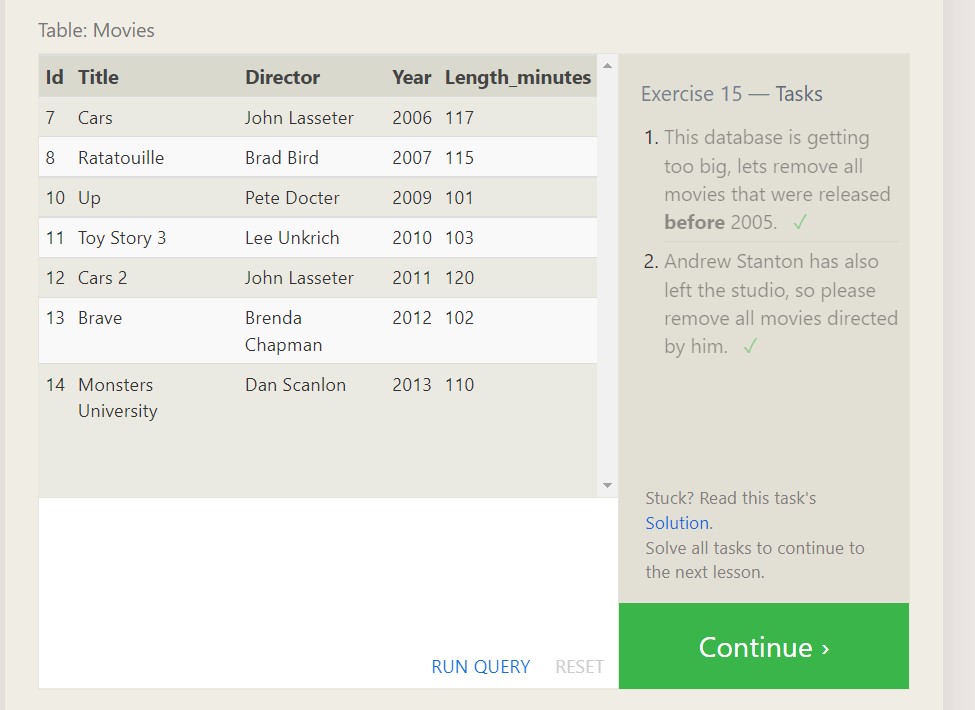 Table: Movies
Id Title Director Year Length_minutes
7 Cars John Lasseter 2006 117
8 Ratatouille Brad Bird 2007 115
10 Up Pete Docter 2009 101
11 Toy Story 3 Lee Unkrich 2010 103
12 Cars 2 John Lasseter 2011 120
13 Brave Brenda 2012 102
Chapman
14 Monsters Dan Scanlon 2013 110
University
RUN QUERY RESET
Exercise 15 — Tasks
1. This database is getting
too big, lets remove all
movies that were released
before 2005. ✓
2. Andrew Stanton has also
left the studio, so please
remove all movies directed
by him. ✓
Stuck? Read this task's
Solution.
Solve all tasks to continue to
the next lesson.
Continue ›